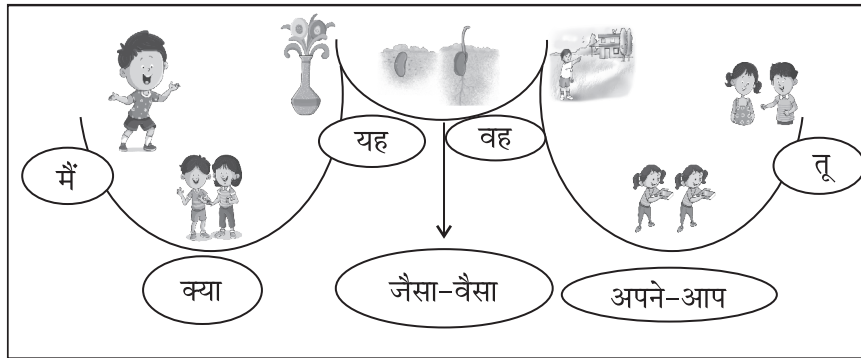 मैं
यह
वह
तू
क्या
जैसा-वैसा
अपने-आप